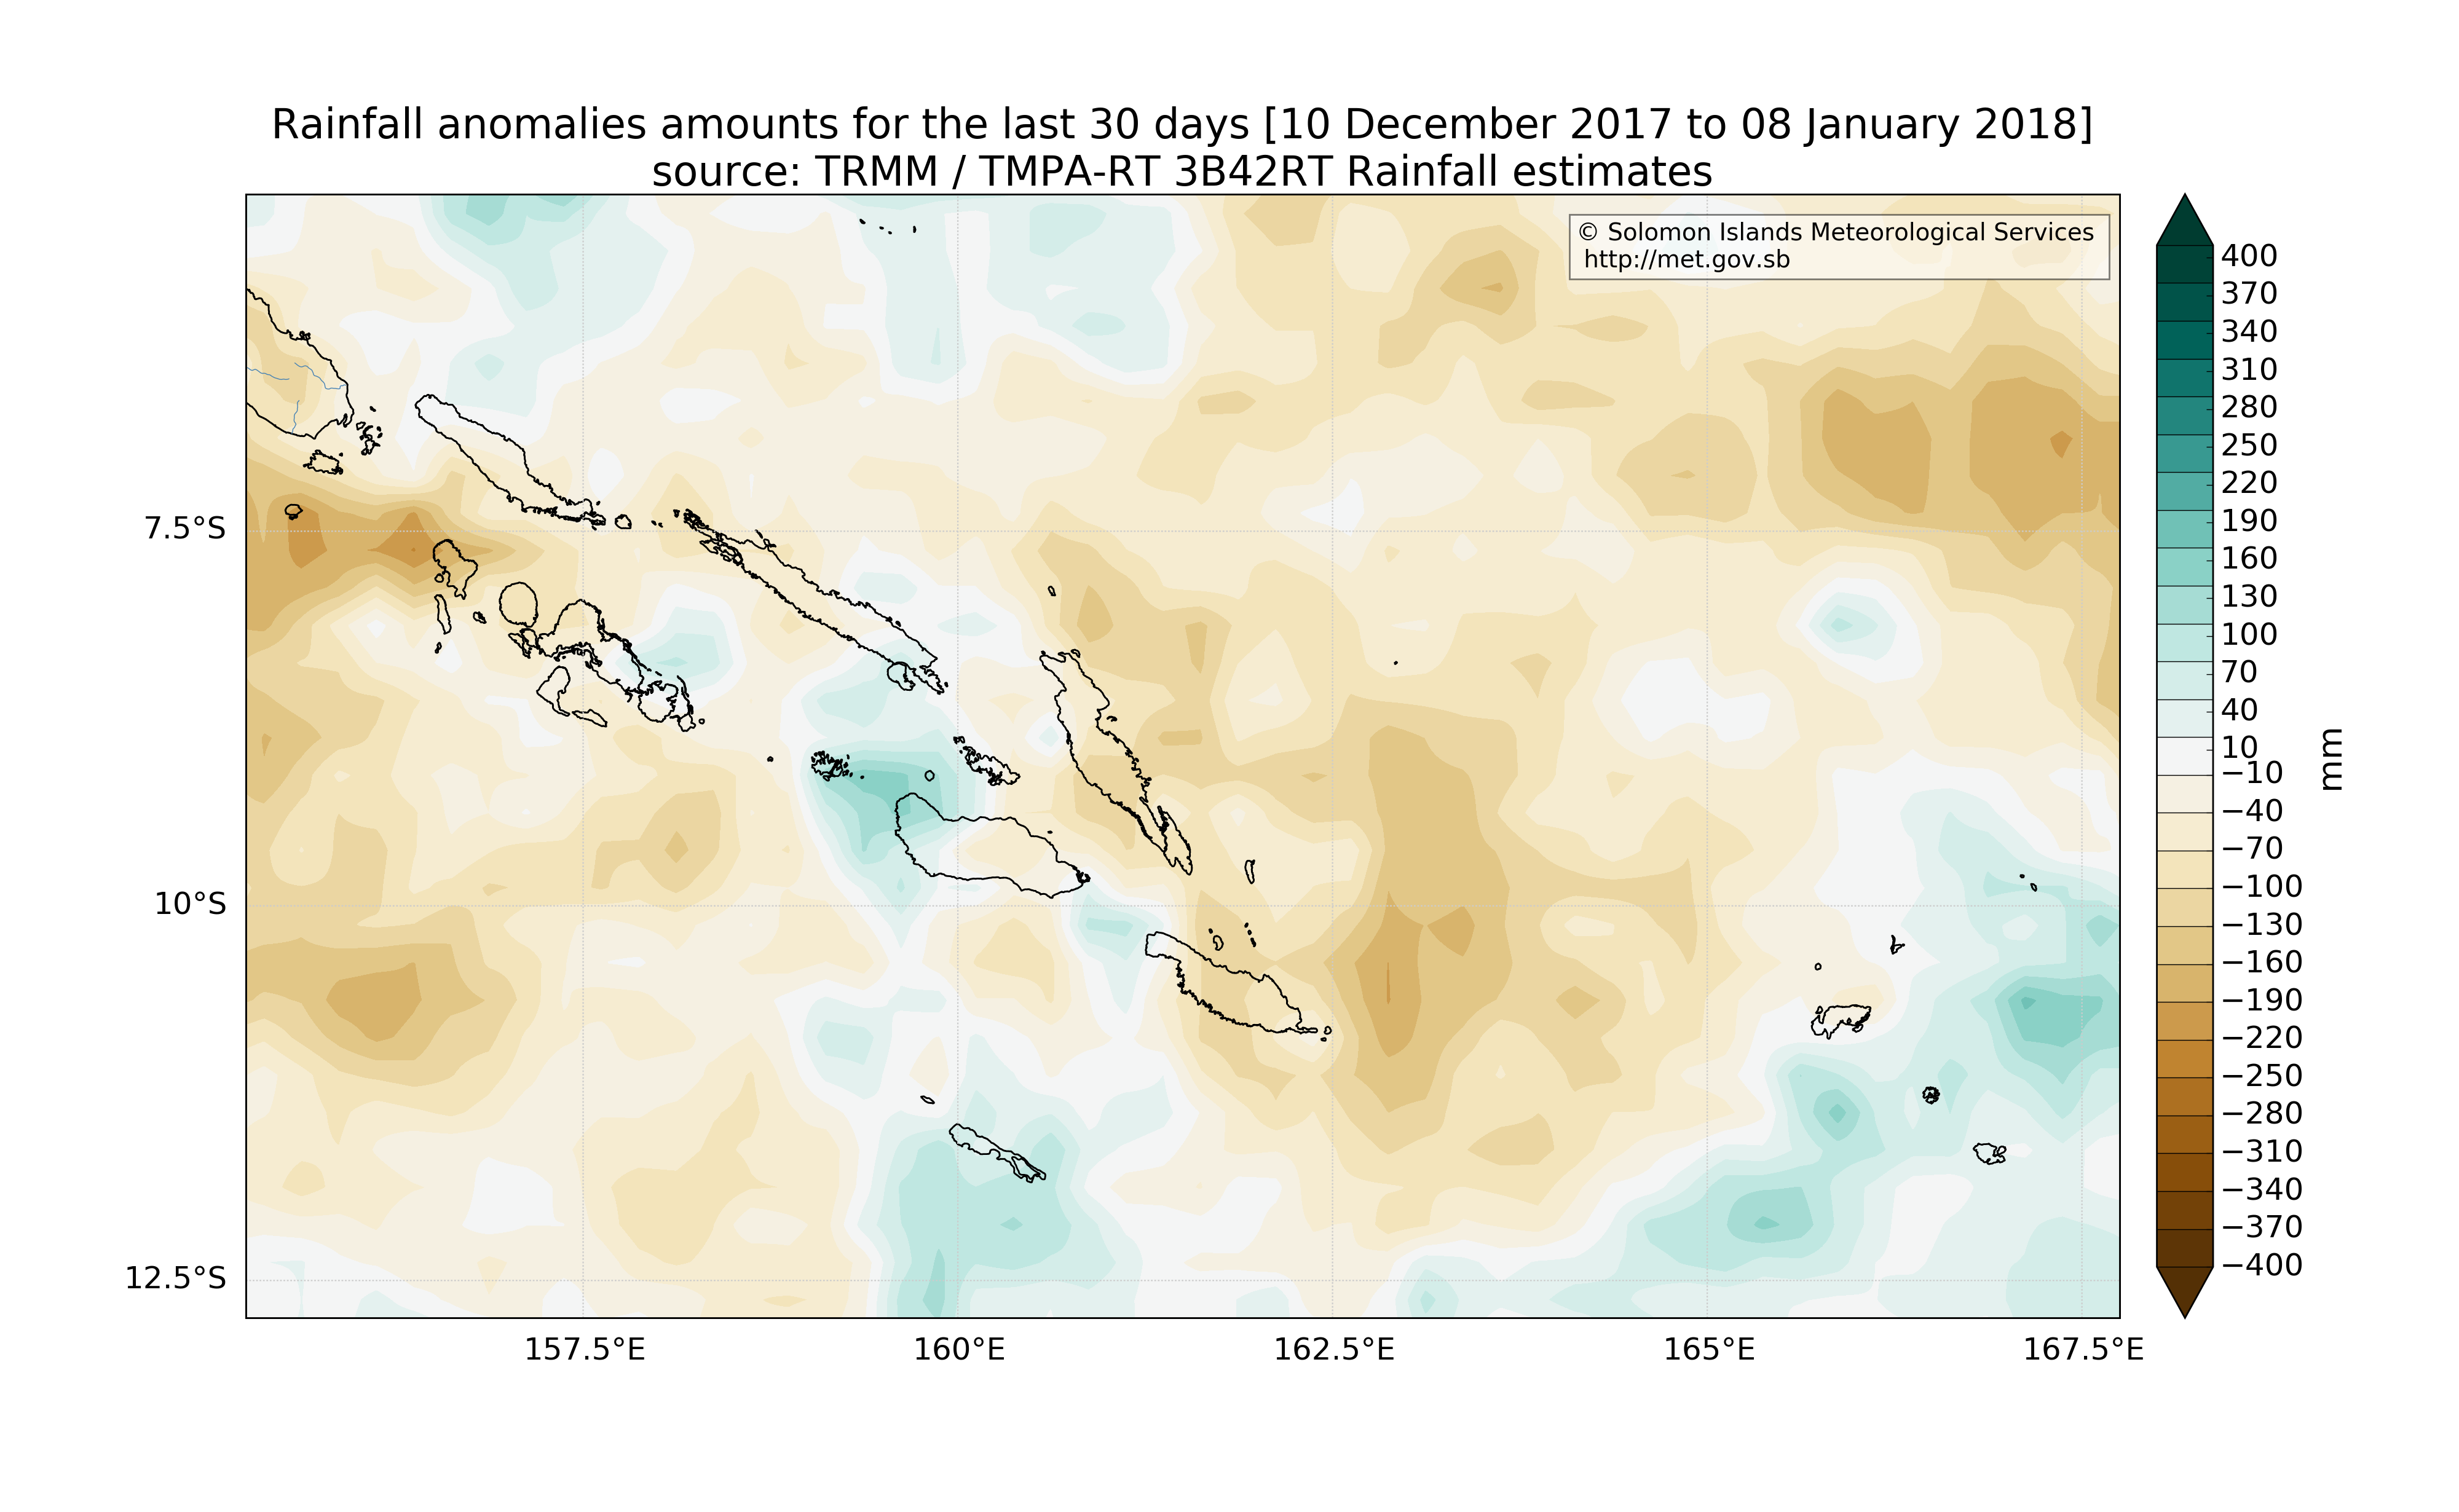 Rainfall anomalies amounts for the last 30 days [10 December 2017 to 08 January 2018]
source: TRMM / TMPA-RT 3B42RT Rainfall estimates
© Solomon Islands Meteorological Services
http://met.gov.sb
7.5°S
10°S
12.5°S
157.5°E
160°E
162.5°E
165°E
167.5°E
400
370
340
310
280
250
220
190
160
130
100
70
40
10
−10
−40
−70
−100
−130
−160
−190
−220
−250
−280
−310
−340
−370
−400
mm